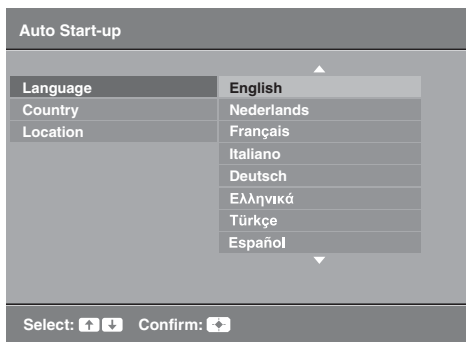 Auto Start-up
Language
English
Country
Nederlands
Location
Français
Italiano
Deutsch
Ελληνικά
Türkçe
Español
Select: Confirm: